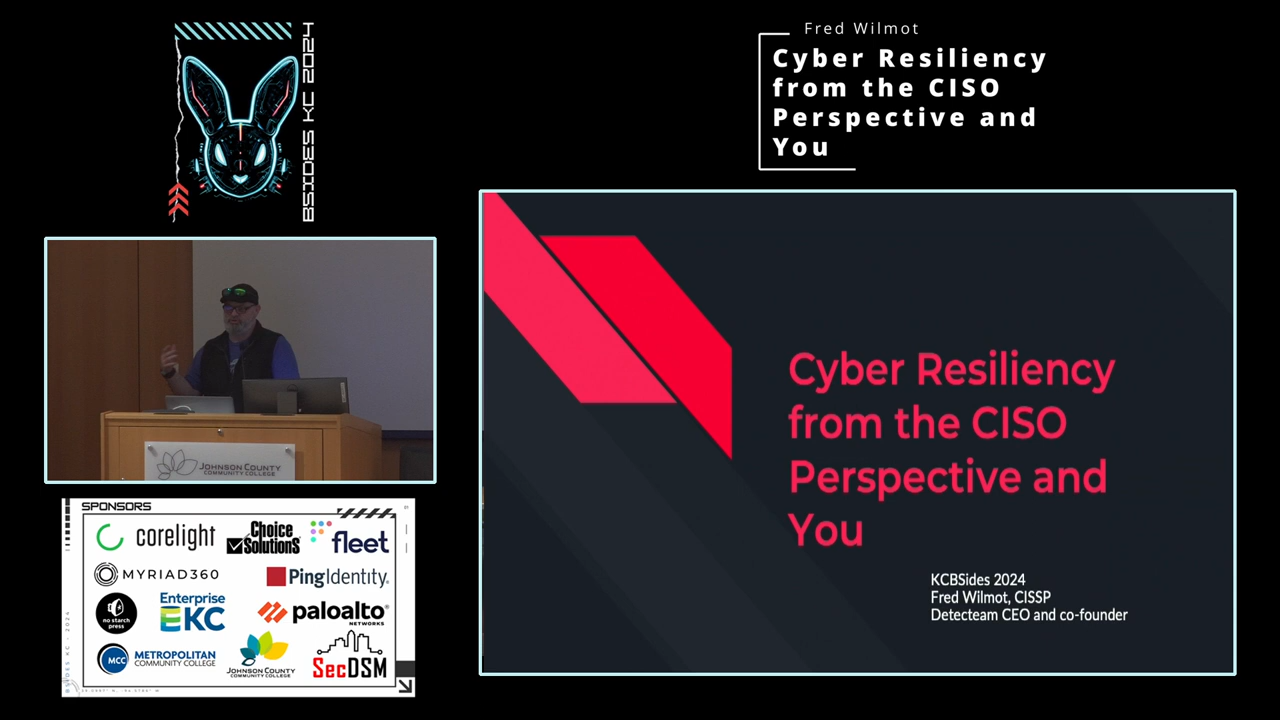 BSIDES KC 2024
Fred Wilmot
Cyber Resiliency
from the CISO
Perspective and
You
JOHNSON COUNTY
COMMUNITY COLLEGE
SPONSORS
corelight
Choice
Solutions
fleet
MYRIAD360
PingIdentity
no starch
press
Enterprise
EKC
paloalto
NETWORKS
MCC
METROPOLITAN
COMMUNITY COLLEGE
JOHNSON COUNTY
COMMUNITY COLLEGE
SecDSM
BSIDES KC - 2024
Cyber Resiliency
from the CISO
Perspective and
You
KCBSides 2024
Fred Wilmot, CISSP
Detecteam CEO and co-founder